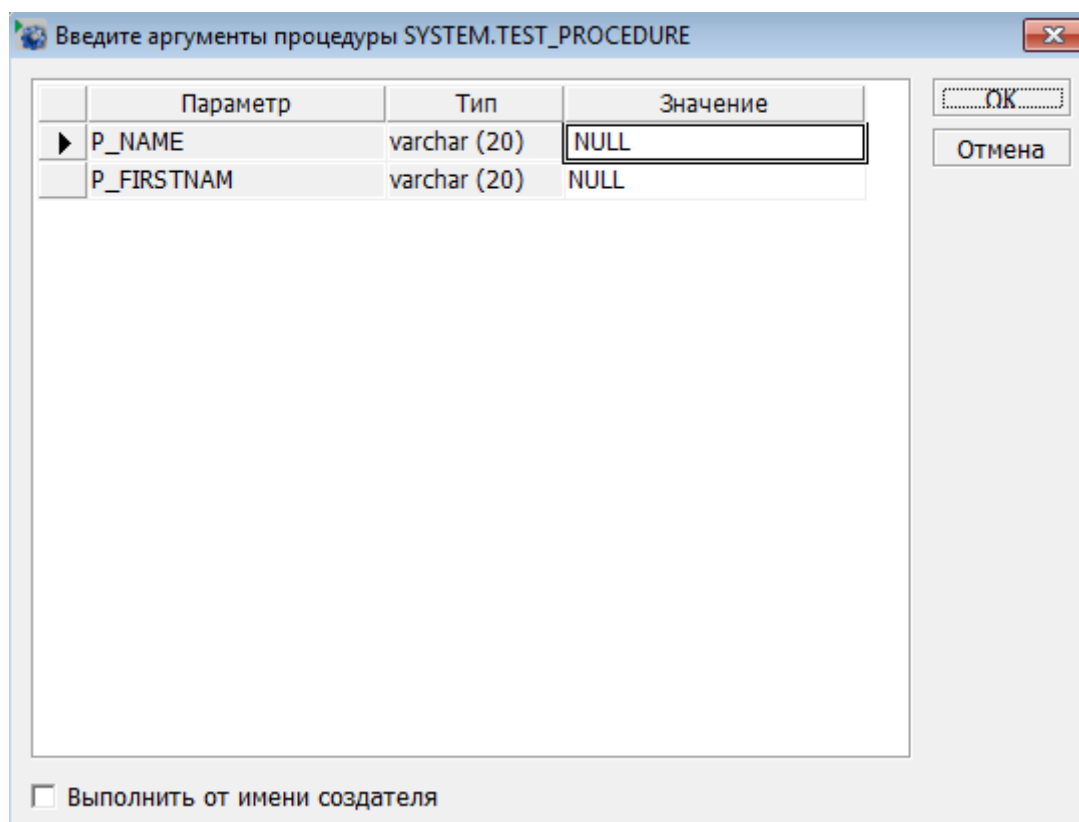 Введите аргументы процедуры SYSTEM.TEST_PROCEDURE
Параметр Тип Значение
P_NAME varchar (20) NULL
P_FIRSTNAM varchar (20) NULL
OK
Отмена
Выполнить от имени создателя